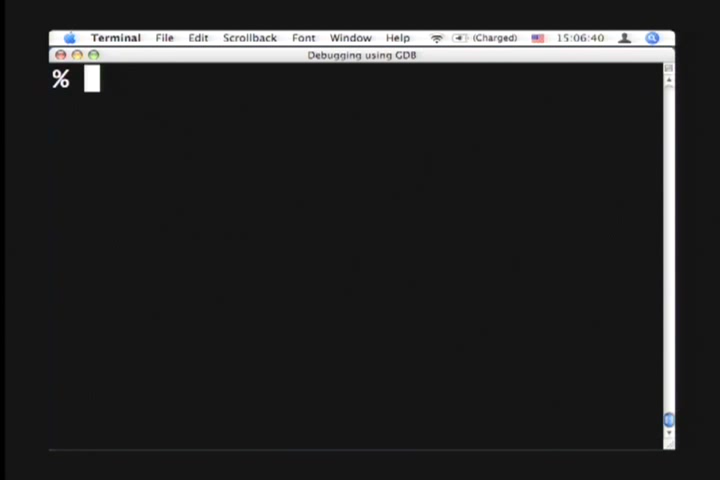 Terminal File Edit Scrollback Font Window Help (Charged) 15:06:40
Debugging using GDB
%